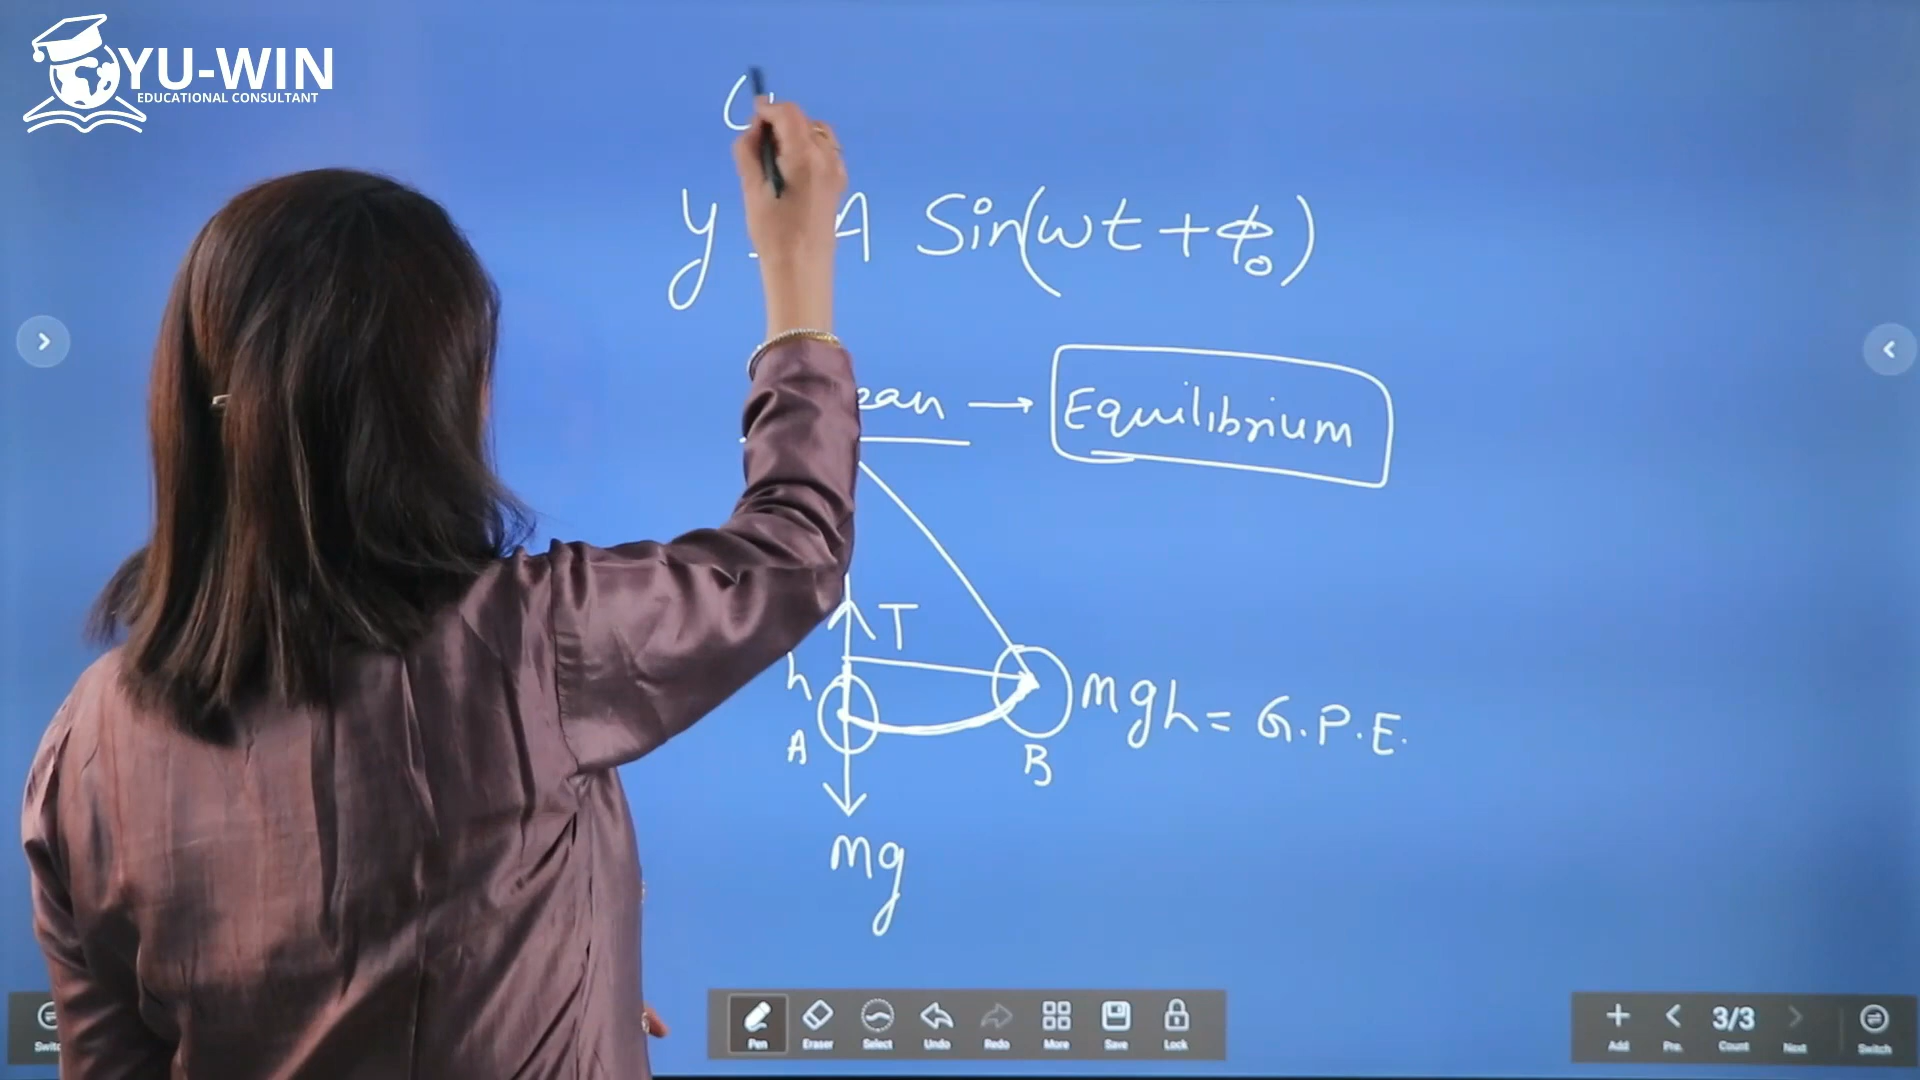 YU-WIN
EDUCATIONAL CONSULTANT
y = A Sin(ωt + ϕ₀)
→ Equilibrium
T
h
A
B
mgh = G.P.E.
mg
Pen
Eraser
Select
Undo
Redo
More
Save
Lock
Add
Pre.
3/3
Count
Next
Switch